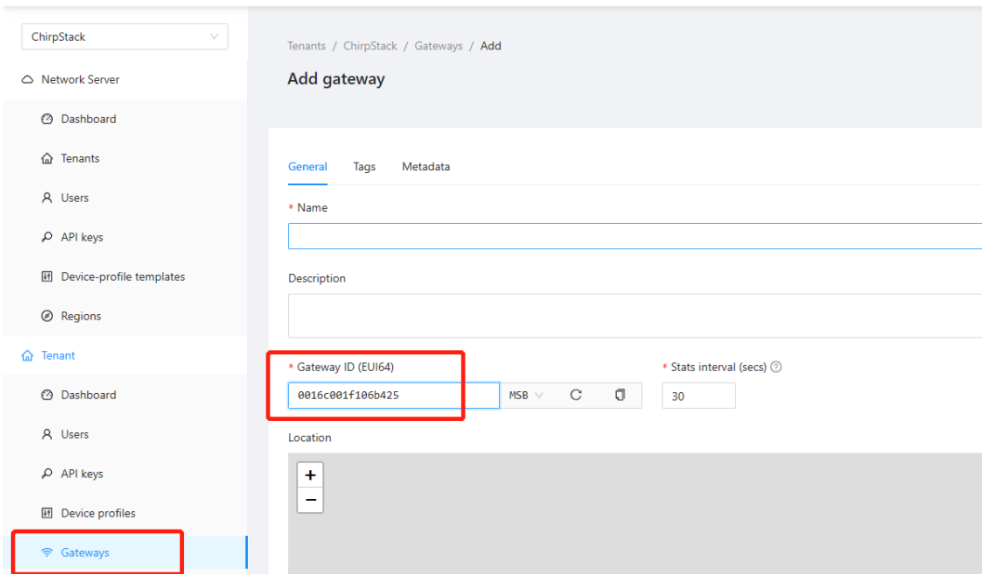 ChirpStack
Network Server
Dashboard
Tenants
Users
API keys
Device-profile templates
Regions
Tenant
Dashboard
Users
API keys
Device profiles
Gateways
Tenants / ChirpStack / Gateways / Add
Add gateway
General Tags Metadata
* Name
Description
* Gateway ID (EUI64) * Stats interval (secs)
0016c001f106b425 MSB 30
Location
+
−